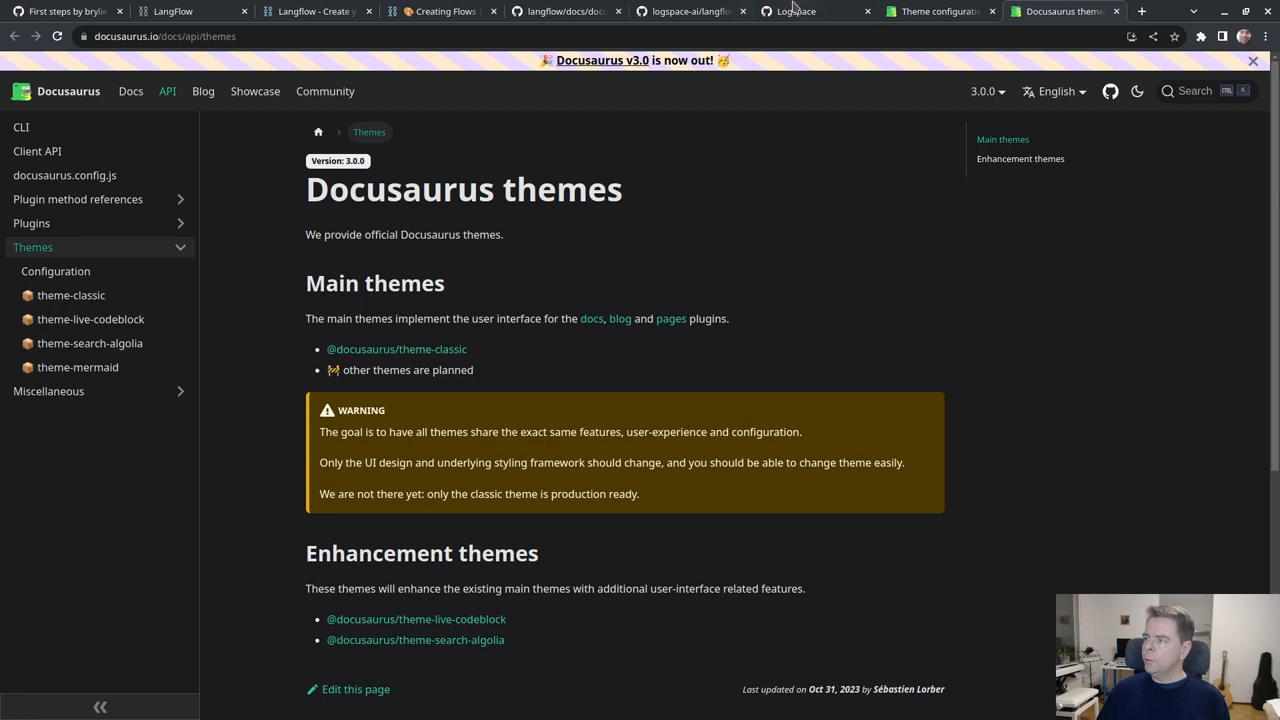 First steps by brylie
LangFlow
Langflow - Create y
🎨 Creating Flows |
langflow/docs/docu
logspace-ai/langflow
Logspace
Theme configuratio
Docusaurus themes
docusaurus.io/docs/api/themes
🎉 Docusaurus v3.0 is now out! 🥳
Docusaurus
Docs
API
Blog
Showcase
Community
3.0.0
English
Search
CTRL
K
CLI
Client API
docusaurus.config.js
Plugin method references
Plugins
Themes
Configuration
📦 theme-classic
📦 theme-live-codeblock
📦 theme-search-algolia
📦 theme-mermaid
Miscellaneous
Themes
Version: 3.0.0
Docusaurus themes
We provide official Docusaurus themes.
Main themes
The main themes implement the user interface for the docs, blog and pages plugins.
@docusaurus/theme-classic
🚧 other themes are planned
WARNING
The goal is to have all themes share the exact same features, user-experience and configuration.
Only the UI design and underlying styling framework should change, and you should be able to change theme easily.
We are not there yet: only the classic theme is production ready.
Enhancement themes
These themes will enhance the existing main themes with additional user-interface related features.
@docusaurus/theme-live-codeblock
@docusaurus/theme-search-algolia
Edit this page
Last updated on Oct 31, 2023 by Sébastien Lorber
Main themes
Enhancement themes